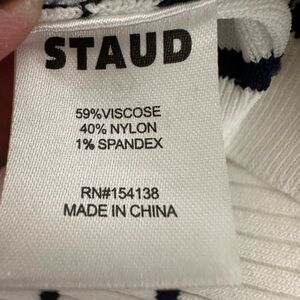 STAUD
59%VISCOSE
40% NYLON
1% SPANDEX
RN#154138
MADE IN CHINA